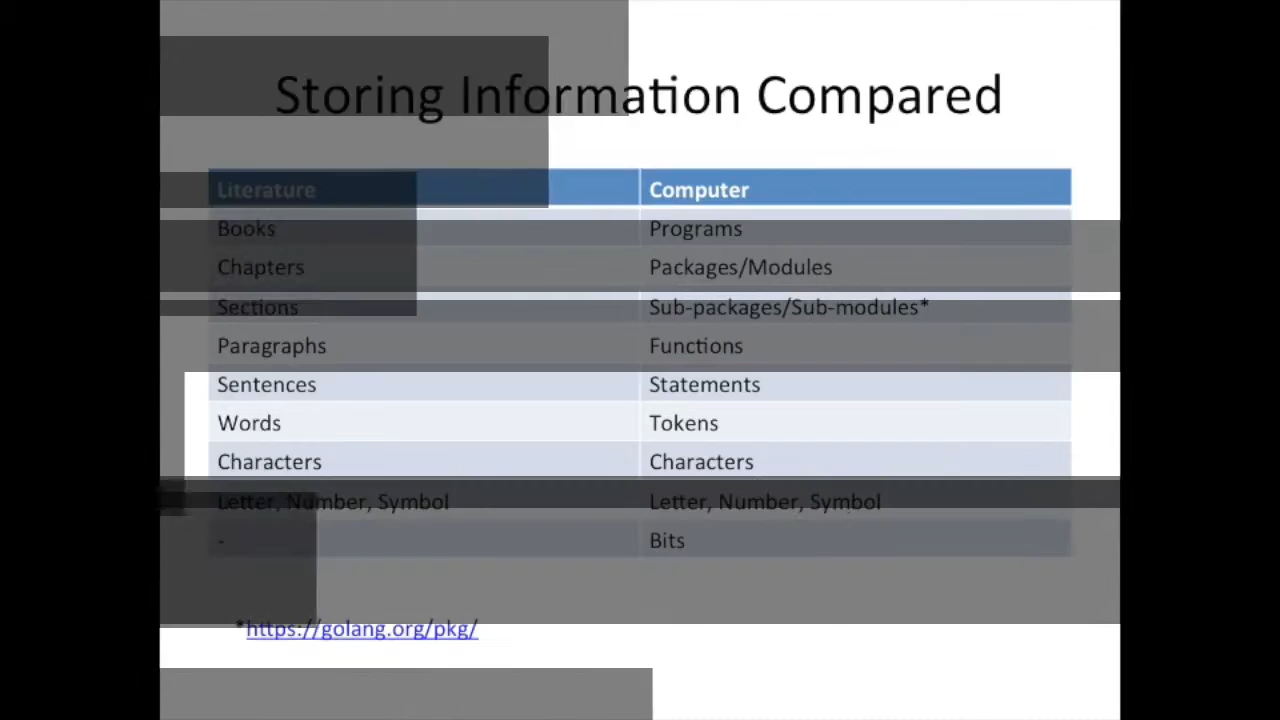 Storing Information Compared
Literature Computer
Books Programs
Chapters Packages/Modules
Sections Sub-packages/Sub-modules*
Paragraphs Functions
Sentences Statements
Words Tokens
Characters Characters
Letter, Number, Symbol Letter, Number, Symbol
- Bits
*https://golang.org/pkg/